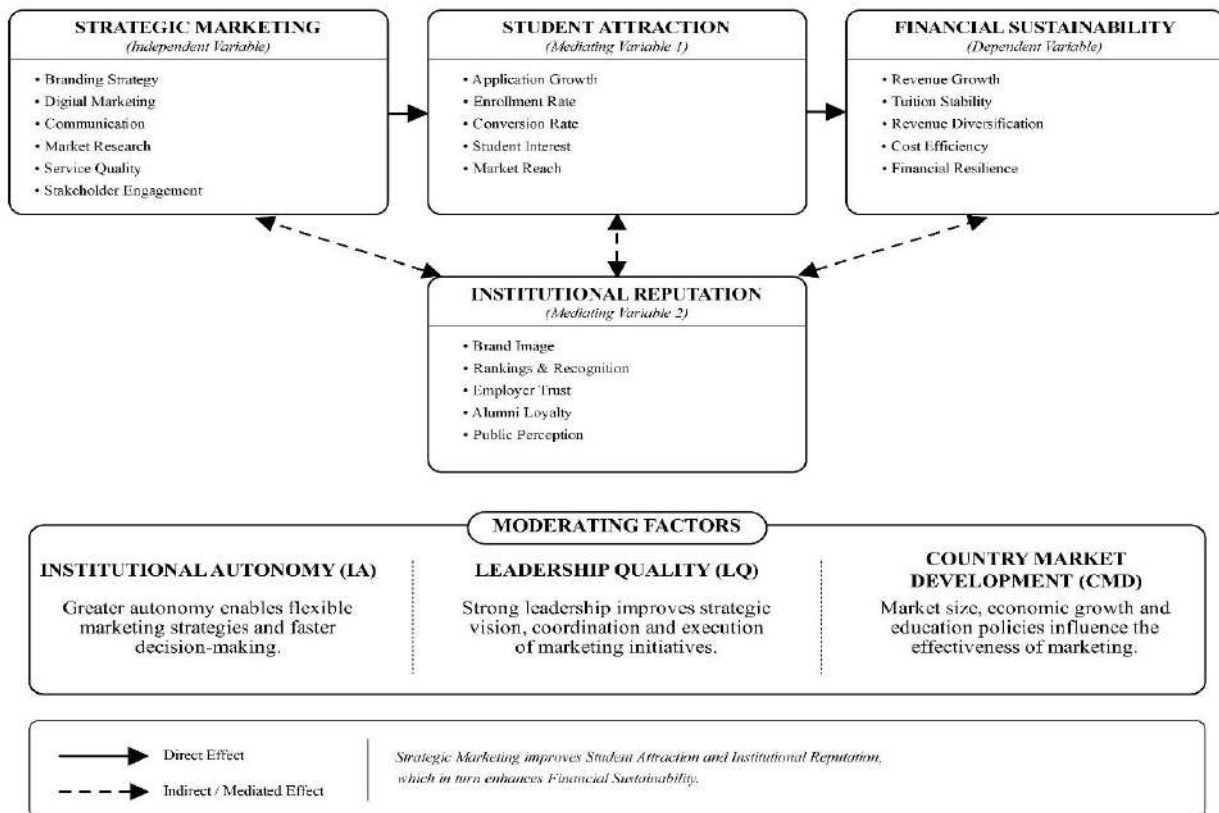 STRATEGIC MARKETING
(Independent Variable)
• Branding Strategy
• Digital Marketing
• Communication
• Market Research
• Service Quality
• Stakeholder Engagement
STUDENT ATTRACTION
(Mediating Variable 1)
• Application Growth
• Enrollment Rate
• Conversion Rate
• Student Interest
• Market Reach
FINANCIAL SUSTAINABILITY
(Dependent Variable)
• Revenue Growth
• Tuition Stability
• Revenue Diversification
• Cost Efficiency
• Financial Resilience
INSTITUTIONAL REPUTATION
(Mediating Variable 2)
• Brand Image
• Rankings & Recognition
• Employer Trust
• Alumni Loyalty
• Public Perception
MODERATING FACTORS
INSTITUTIONAL AUTONOMY (IA)
Greater autonomy enables flexible
marketing strategies and faster
decision-making.
LEADERSHIP QUALITY (LQ)
Strong leadership improves strategic
vision, coordination and execution
of marketing initiatives.
COUNTRY MARKET
DEVELOPMENT (CMD)
Market size, economic growth and
education policies influence the
effectiveness of marketing.
Direct Effect
Indirect / Mediated Effect
Strategic Marketing improves Student Attraction and Institutional Reputation,
which in turn enhances Financial Sustainability.